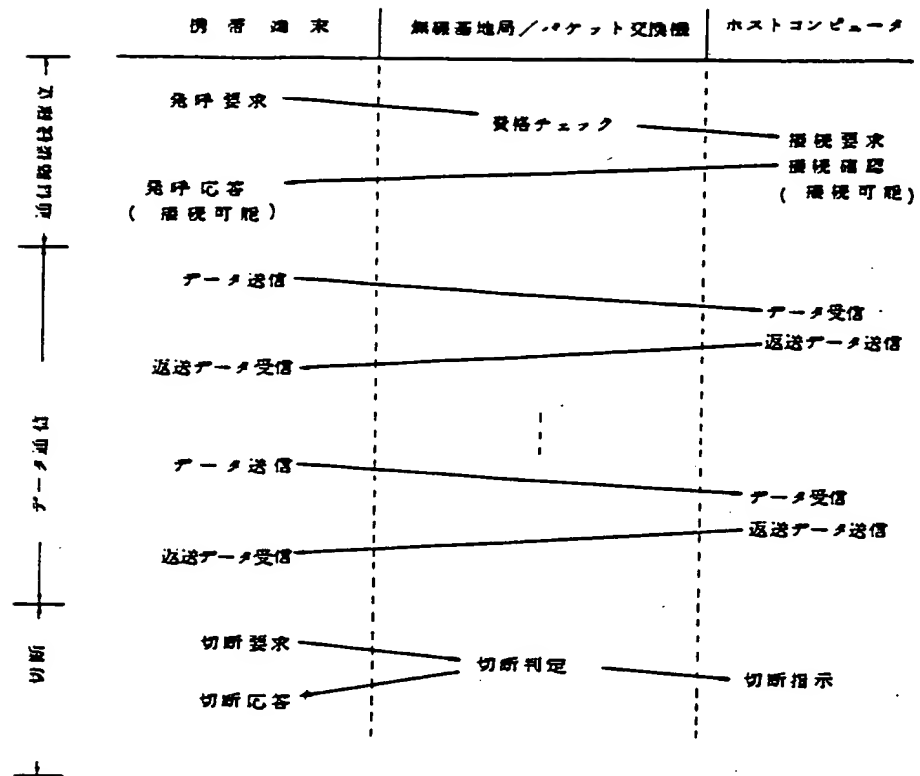 携帯端末
無線基地局/パケット交換機
ホストコンピュータ
通信路接続確立
発呼要求
資格チェック
接続要求
接続確認
(接続可能)
発呼応答
(接続可能)
データ通信
データ送信
データ受信
返送データ送信
返送データ受信
データ送信
データ受信
返送データ送信
返送データ受信
切断
切断要求
切断判定
切断指示
切断応答